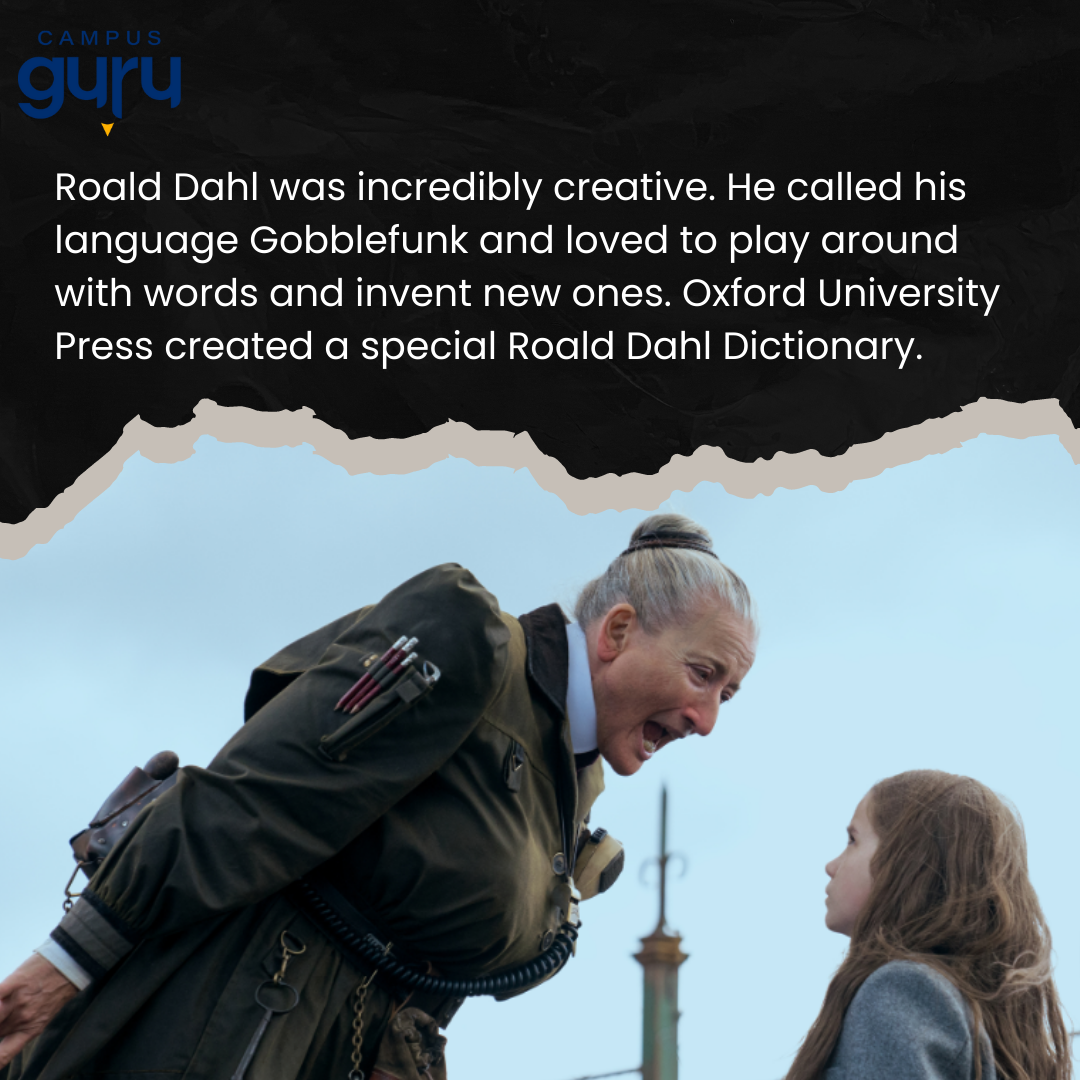 CAMPUS
guru
Roald Dahl was incredibly creative. He called his
language Gobblefunk and loved to play around
with words and invent new ones. Oxford University
Press created a special Roald Dahl Dictionary.